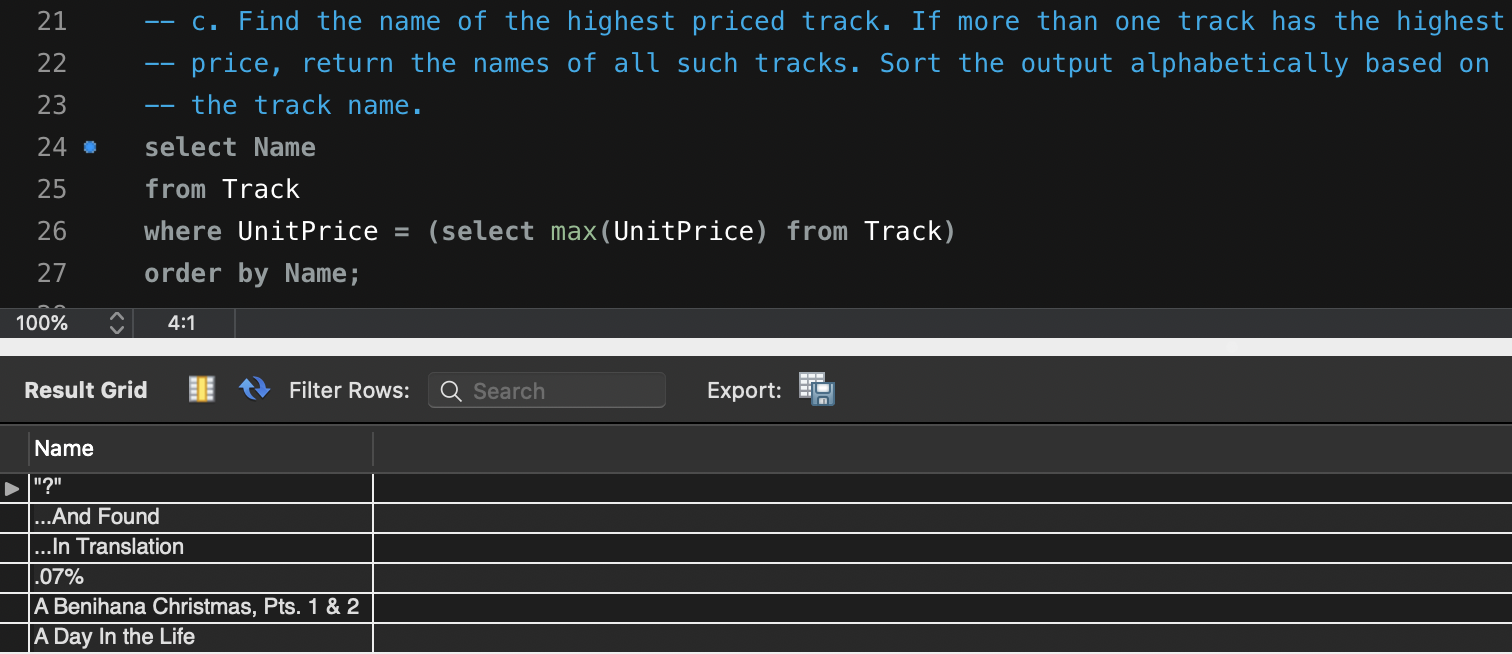 21 -- c. Find the name of the highest priced track. If more than one track has the highest
22 -- price, return the names of all such tracks. Sort the output alphabetically based on
23 -- the track name.
24 select Name
25 from Track
26 where UnitPrice = (select max(UnitPrice) from Track)
27 order by Name;
100% 4:1
Result Grid Filter Rows: Search Export:
Name
"?"
...And Found
...In Translation
.07%
A Benihana Christmas, Pts. 1 & 2
A Day In the Life